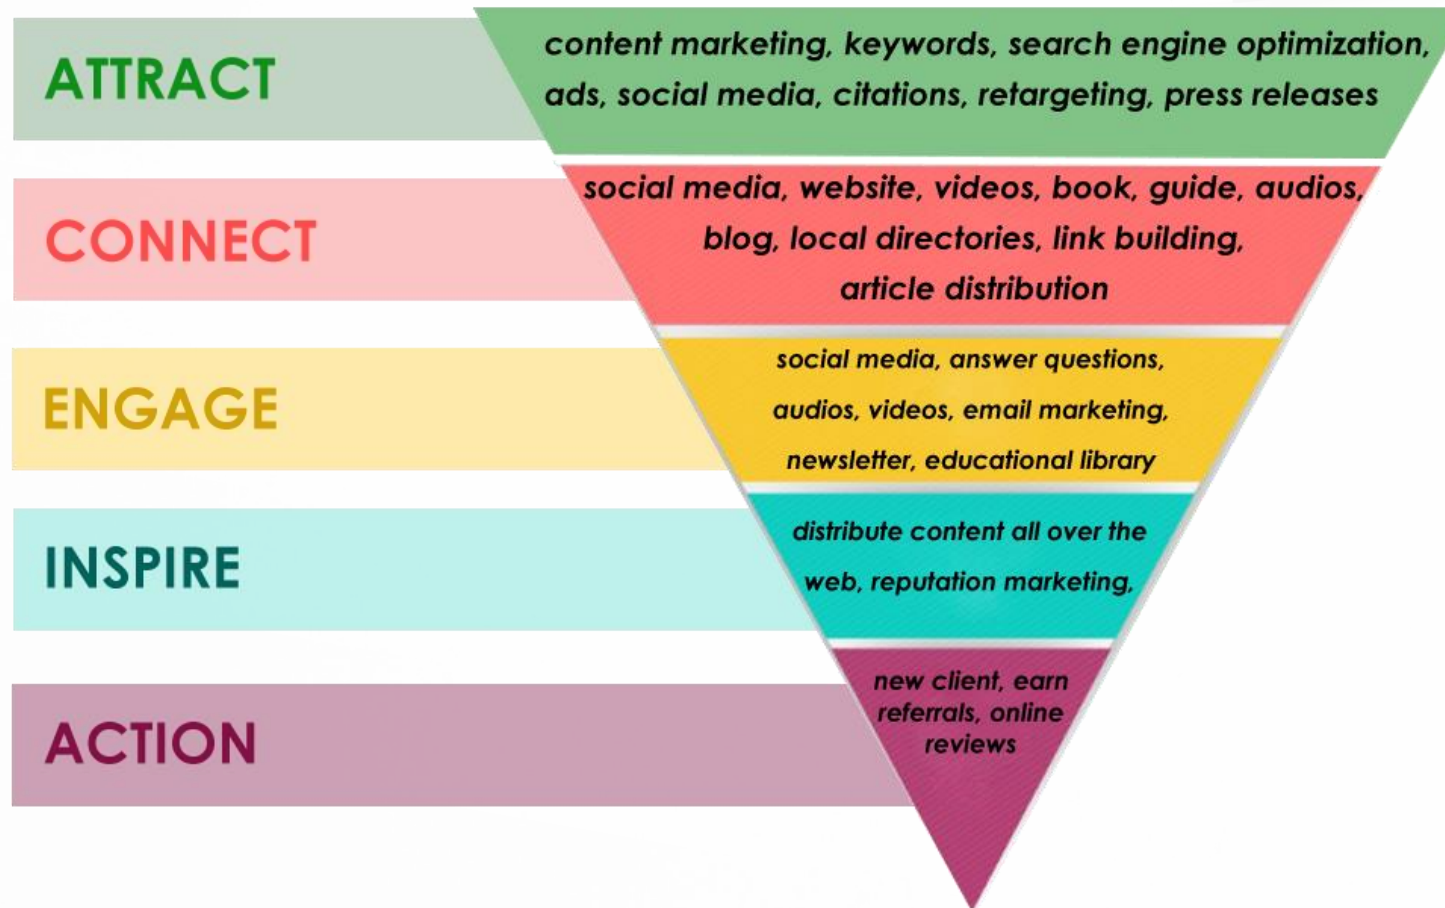 ATTRACT
content marketing, keywords, search engine optimization,
ads, social media, citations, retargeting, press releases
CONNECT
social media, website, videos, book, guide, audios,
blog, local directories, link building,
article distribution
ENGAGE
social media, answer questions,
audios, videos, email marketing,
newsletter, educational library
INSPIRE
distribute content all over the
web, reputation marketing,
ACTION
new client, earn
referrals, online
reviews